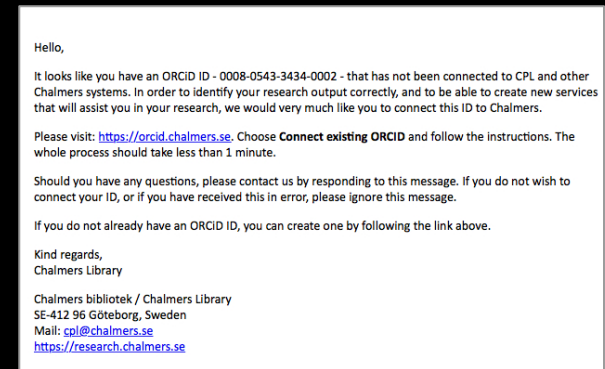 Hello,
It looks like you have an ORCiD ID - 0008-0543-3434-0002 - that has not been connected to CPL and other
Chalmers systems. In order to identify your research output correctly, and to be able to create new services
that will assist you in your research, we would very much like you to connect this ID to Chalmers.
Please visit: https://orcid.chalmers.se. Choose Connect existing ORCID and follow the instructions. The
whole process should take less than 1 minute.
Should you have any questions, please contact us by responding to this message. If you do not wish to
connect your ID, or if you have received this in error, please ignore this message.
If you do not already have an ORCiD ID, you can create one by following the link above.
Kind regards,
Chalmers Library
Chalmers bibliotek / Chalmers Library
SE-412 96 Göteborg, Sweden
Mail: cpl@chalmers.se
https://research.chalmers.se